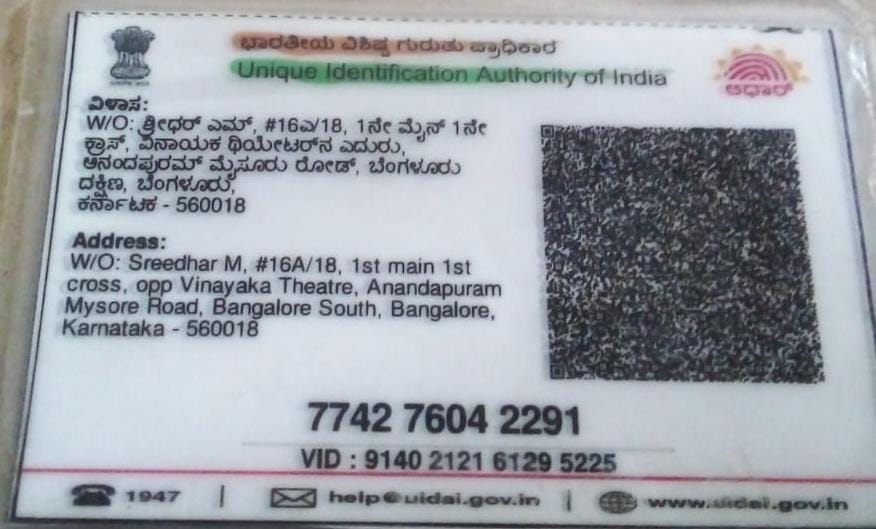 ಭಾರತೀಯ ವಿಶಿಷ್ಟ ಗುರುತು ಪ್ರಾಧಿಕಾರ
Unique Identification Authority of India
ಆಧಾರ್
ವಿಳಾಸ:
W/O: ಶ್ರೀಧರ್ ಎಮ್, #16ಎ/18, 1ನೇ ಮೈನ್ 1ನೇ
ಕ್ರಾಸ್, ವಿನಾಯಕ ಥಿಯೇಟರ್‌ನ ಎದುರು,
ಆನಂದಪುರಮ್ ಮೈಸೂರು ರೋಡ್, ಬೆಂಗಳೂರು
ದಕ್ಷಿಣ, ಬೆಂಗಳೂರು,
ಕರ್ನಾಟಕ - 560018
Address:
W/O: Sreedhar M, #16A/18, 1st main 1st
cross, opp Vinayaka Theatre, Anandapuram
Mysore Road, Bangalore South, Bangalore,
Karnataka - 560018
7742 7604 2291
VID : 9140 2121 6129 5225
1947 | help@uidai.gov.in | www.uidai.gov.in